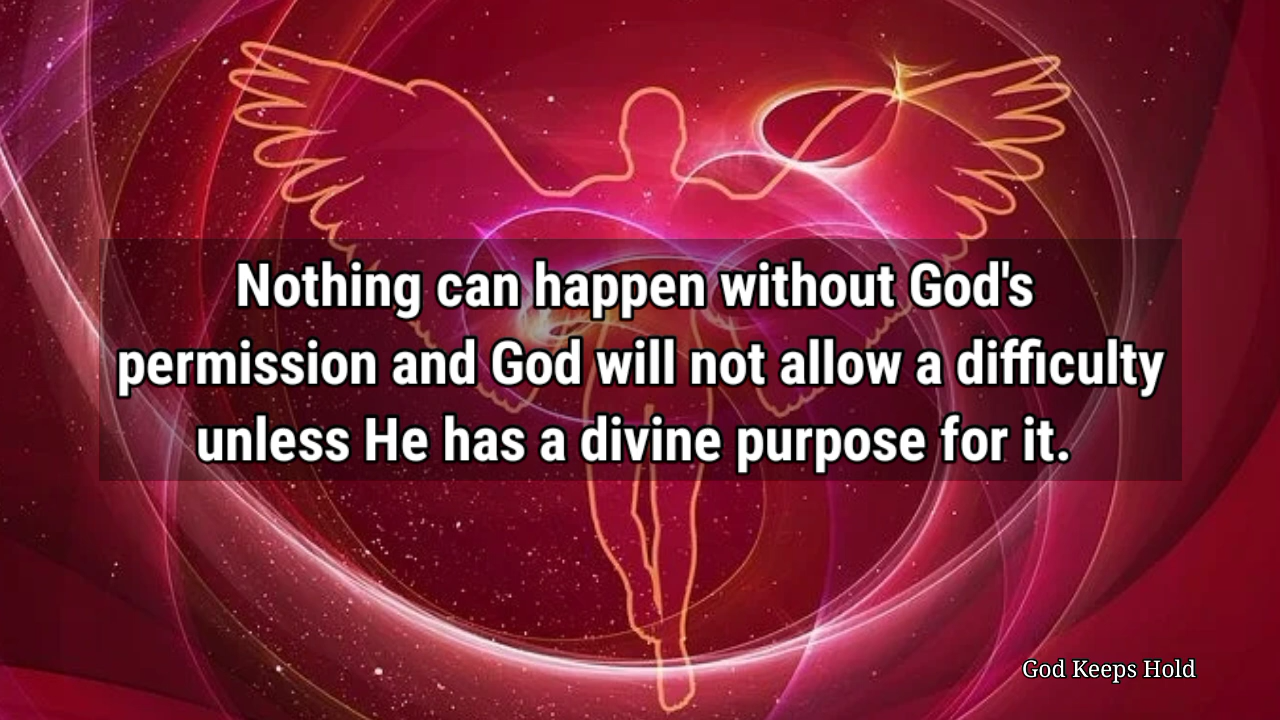 Nothing can happen without God's
permission and God will not allow a difficulty
unless He has a divine purpose for it.
God Keeps Hold